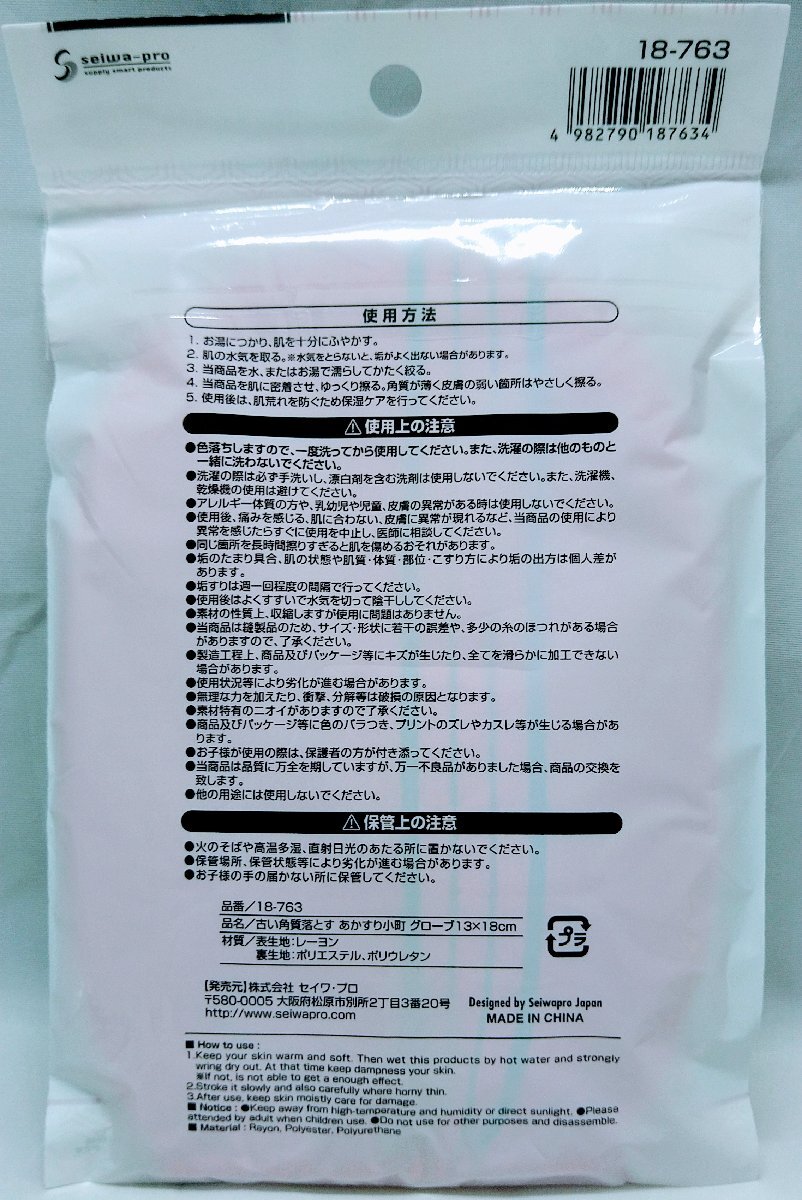 seiwa-pro
supply smart products
18-763
4 982790 187634
使用方法
1. お湯につかり、肌を十分にふやかす。
2. 肌の水気を取る。※水気をとらないと、垢がよく出ない場合があります。
3. 当商品を水、またはお湯で濡らしてかたく絞る。
4. 当商品を肌に密着させ、ゆっくり擦る。角質が薄く皮膚の弱い箇所はやさしく擦る。
5. 使用後は、肌荒れを防ぐため保湿ケアを行ってください。
⚠使用上の注意
●色落ちしますので、一度洗ってから使用してください。また、洗濯の際は他のものと
一緒に洗わないでください。
●洗濯の際は必ず手洗いし、漂白剤を含む洗剤は使用しないでください。また、洗濯機、
乾燥機の使用は避けてください。
●アレルギー体質の方や、乳幼児や児童、皮膚の異常がある時は使用しないでください。
●使用後、痛みを感じる、肌に合わない、皮膚に異常が現れるなど、当商品の使用により
異常を感じたらすぐに使用を中止し、医師に相談してください。
●同じ箇所を長時間擦りすぎると肌を傷めるおそれがあります。
●垢のたまり具合、肌の状態や肌質・体質・部位・こすり方により垢の出方は個人差が
あります。
●垢すりは週一回程度の間隔で行ってください。
●使用後はよくすすいで水気を切って陰干ししてください。
●素材の性質上、収縮しますが使用に問題はありません。
●当商品は縫製品のため、サイズ・形状に若干の誤差や、多少の糸のほつれがある場合
がありますので、了承ください。
●製造工程上、商品及びパッケージ等にキズが生じたり、全てを滑らかに加工できない
場合があります。
●使用状況等により劣化が進む場合があります。
●無理な力を加えたり、衝撃、分解等は破損の原因となります。
●素材特有のニオイがありますので了承ください。
●商品及びパッケージ等に色のバラつき、プリントのズレやカスレ等が生じる場合があ
ります。
●お子様が使用の際は、保護者の方が付き添ってください。
●当商品は品質に万全を期していますが、万一不良品がありました場合、商品の交換を
致します。
●他の用途には使用しないでください。
⚠保管上の注意
●火のそばや高温多湿、直射日光のあたる所に置かないでください。
●保管場所、保管状態等により劣化が進む場合があります。
●お子様の手の届かない所に保管してください。
品番/18-763
品名/古い角質落とす あかすり小町 グローブ13×18cm
材質/表生地:レーヨン
裏生地:ポリエステル、ポリウレタン
プラ
【発売元】株式会社 セイワ・プロ
〒580-0005 大阪府松原市別所2丁目3番20号
http://www.seiwapro.com
Designed by Seiwapro Japan
MADE IN CHINA
■ How to use :
1.Keep your skin warm and soft. Then wet this products by hot water and strongly
wring dry out. At that time keep dampness your skin.
※If not, is not able to get a enough effect.
2.Stroke it slowly and also carefully where horny thin.
3.After use, keep skin moistly care for damage.
■ Notice : ●Keep away from high-temperature and humidity or direct sunlight. ●Please
attended by adult when children use. ●Do not use for other purposes and disassemble.
■ Material : Rayon, Polyester, Polyurethane